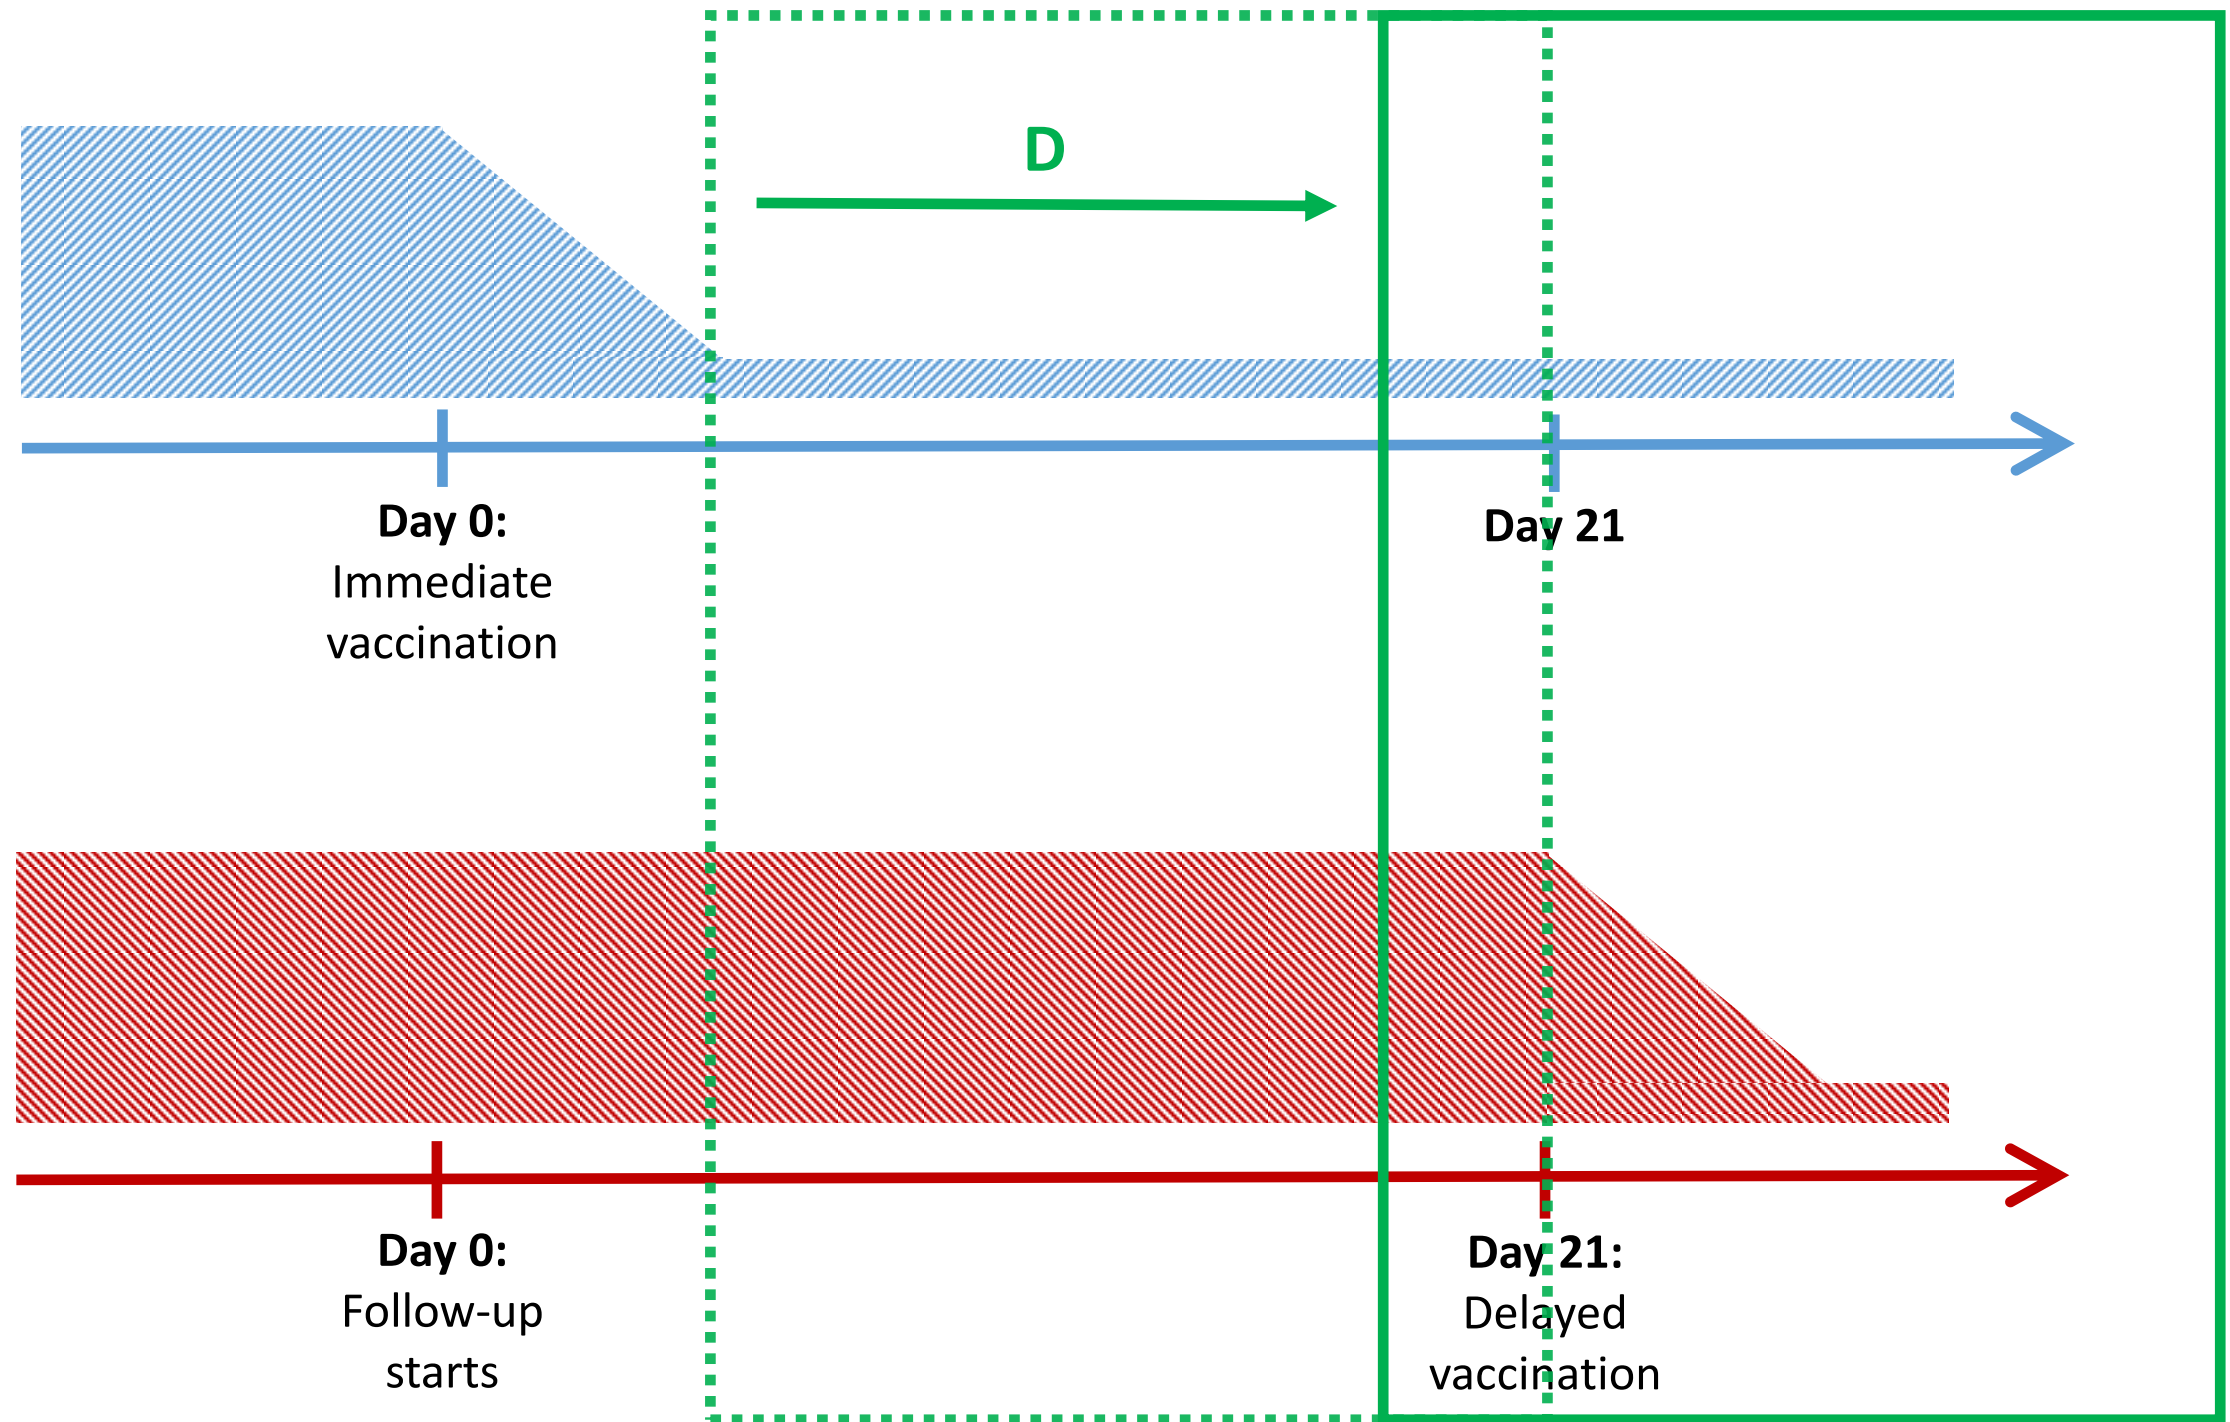 D
Day 0:
Immediate
vaccination
Day 21
Day 0:
Follow-up
starts
Day 21:
Delayed
vaccination